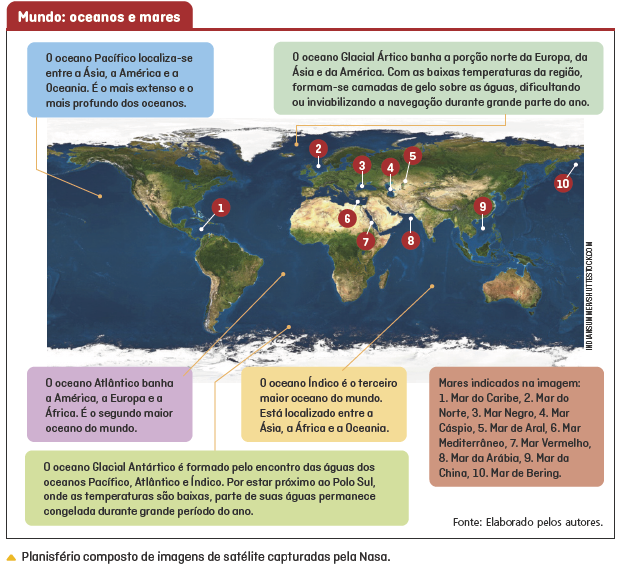 Mundo: oceanos e mares
O oceano Pacífico localiza-se
entre a Ásia, a América e a
Oceania. É o mais extenso e o
mais profundo dos oceanos.
O oceano Glacial Ártico banha a porção norte da Europa, da
Ásia e da América. Com as baixas temperaturas da região,
formam-se camadas de gelo sobre as águas, dificultando
ou inviabilizando a navegação durante grande parte do ano.
1
2
3
4
5
6
7
8
9
10
INDIANSUMMER/SHUTTERSTOCK.COM
O oceano Atlântico banha
a América, a Europa e a
África. É o segundo maior
oceano do mundo.
O oceano Índico é o terceiro
maior oceano do mundo.
Está localizado entre a
Ásia, a África e a Oceania.
Mares indicados na imagem:
1. Mar do Caribe, 2. Mar do
Norte, 3. Mar Negro, 4. Mar
Cáspio, 5. Mar de Aral, 6. Mar
Mediterrâneo, 7. Mar Vermelho,
8. Mar da Arábia, 9. Mar da
China, 10. Mar de Bering.
O oceano Glacial Antártico é formado pelo encontro das águas dos
oceanos Pacífico, Atlântico e Índico. Por estar próximo ao Polo Sul,
onde as temperaturas são baixas, parte de suas águas permanece
congelada durante grande período do ano.
Fonte: Elaborado pelos autores.
Planisfério composto de imagens de satélite capturadas pela Nasa.